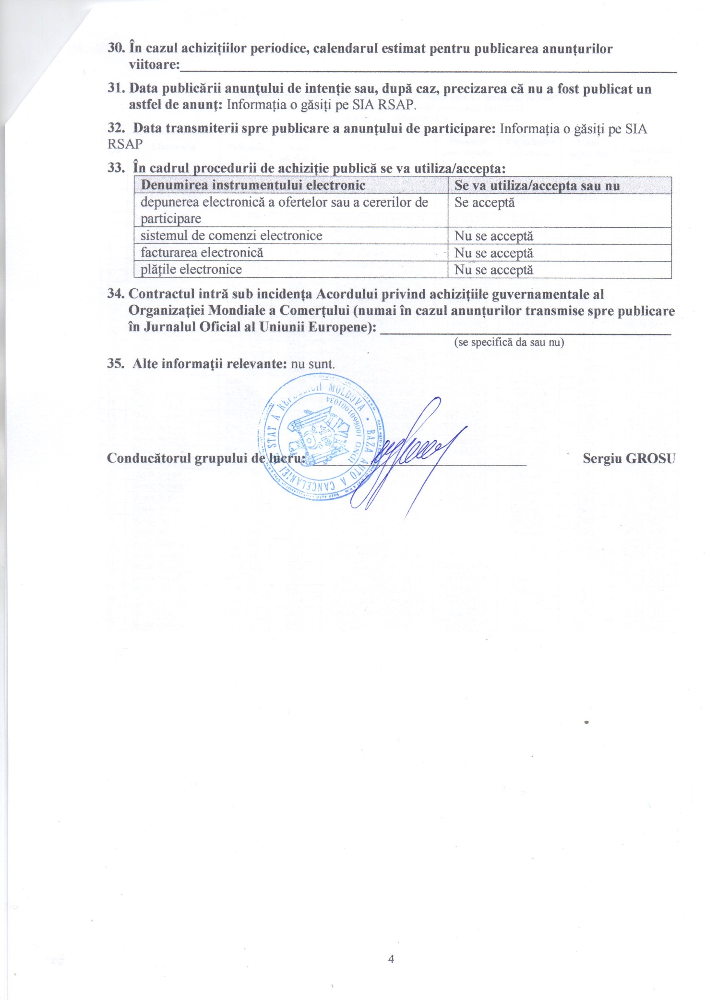 30. În cazul achizițiilor periodice, calendarul estimat pentru publicarea anunțurilor
viitoare:
31. Data publicării anunțului de intenție sau, după caz, precizarea că nu a fost publicat un
astfel de anunț: Informația o găsiți pe SIA RSAP.
32. Data transmiterii spre publicare a anunțului de participare: Informația o găsiți pe SIA
RSAP
33. În cadrul procedurii de achiziție publică se va utiliza/accepta:
Denumirea instrumentului electronic Se va utiliza/accepta sau nu
depunerea electronică a ofertelor sau a cererilor de Se acceptă
participare
sistemul de comenzi electronice Nu se acceptă
facturarea electronică Nu se acceptă
plățile electronice Nu se acceptă
34. Contractul intră sub incidența Acordului privind achizițiile guvernamentale al
Organizației Mondiale a Comerțului (numai în cazul anunțurilor transmise spre publicare
în Jurnalul Oficial al Uniunii Europene):
(se specifică da sau nu)
35. Alte informații relevante: nu sunt.
BAZA AUTO A CANCELARIEI DE STAT A REPUBLICII MOLDOVA
IDNO 1006601001034
Conducătorul grupului de lucru: Sergiu GROSU
4